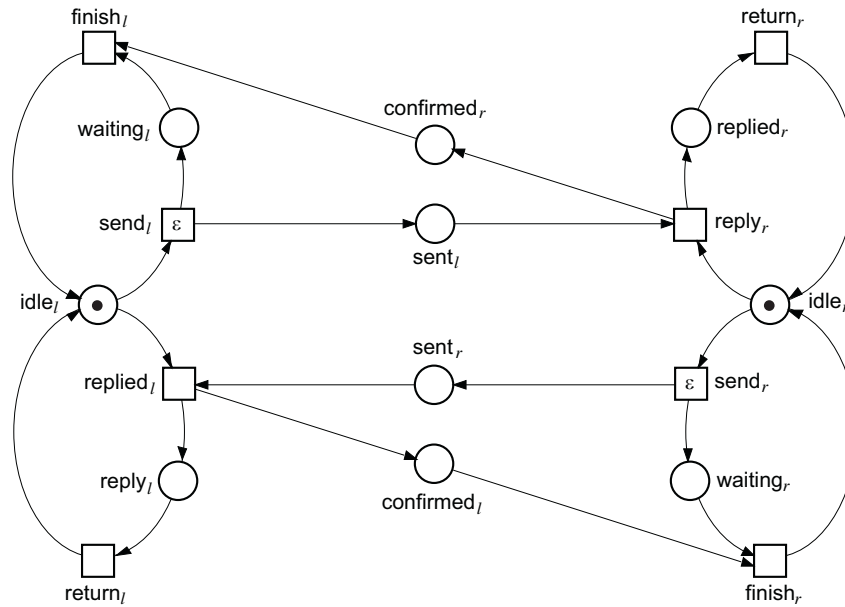 finish_l
return_r
confirmed_r
waiting_l
replied_r
send_l
ε
reply_r
sent_l
idle_l
idle_r
sent_r
replied_l
ε
send_r
reply_l
waiting_r
confirmed_l
return_l
finish_r